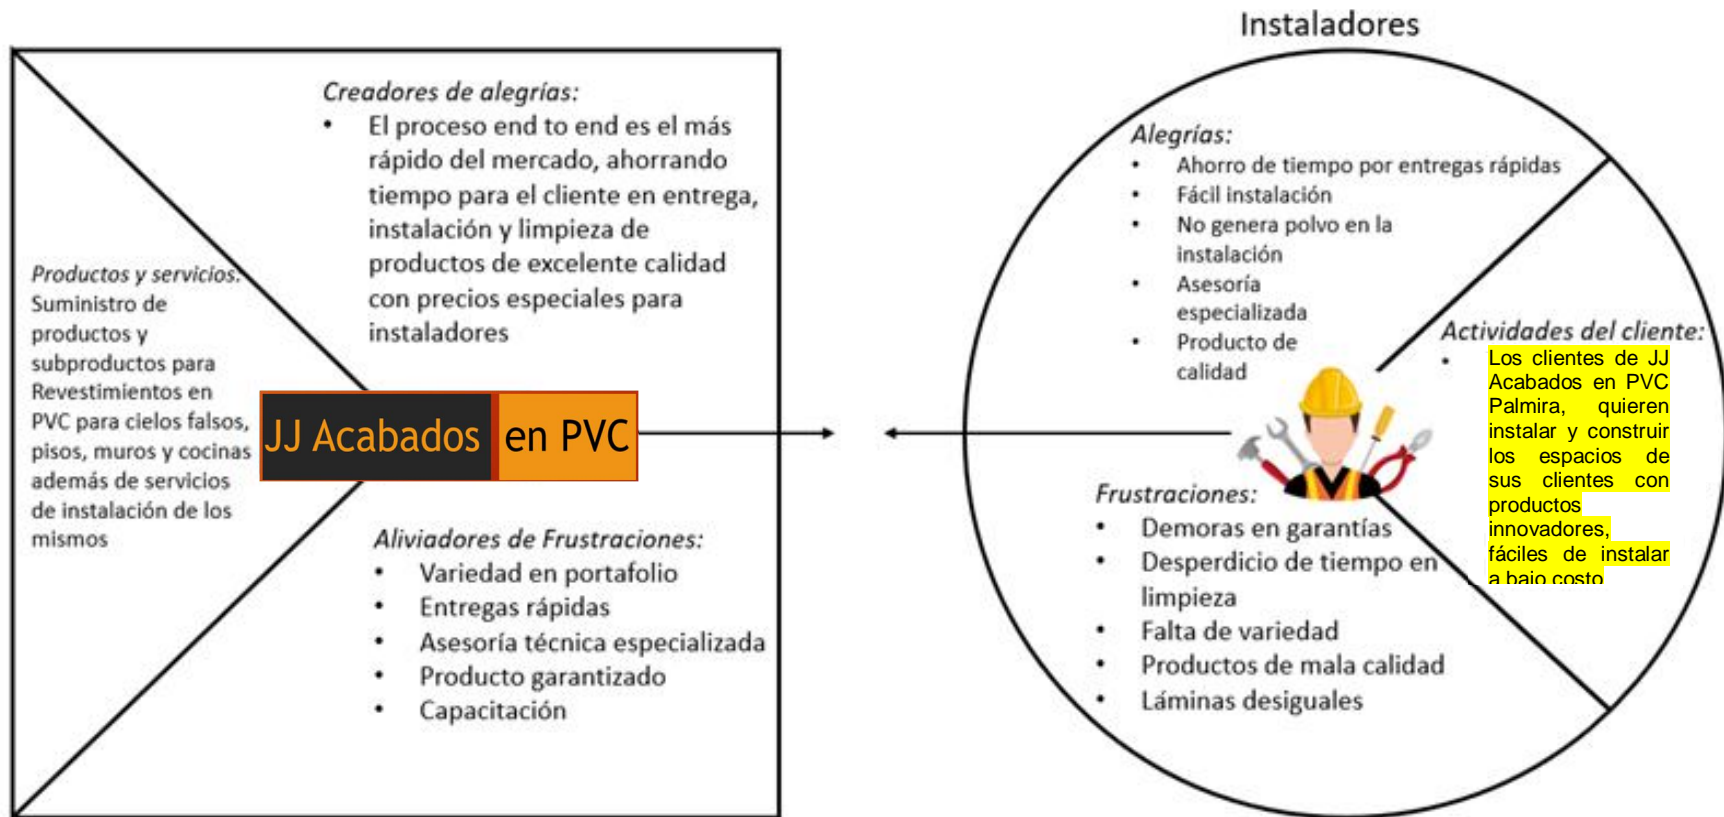 Instaladores
Creadores de alegrías:
• El proceso end to end es el más
rápido del mercado, ahorrando
tiempo para el cliente en entrega,
instalación y limpieza de
productos de excelente calidad
con precios especiales para
instaladores
Productos y servicios:
Suministro de
productos y
subproductos para
Revestimientos en
PVC para cielos falsos,
pisos, muros y cocinas
además de servicios
de instalación de los
mismos
JJ Acabados en PVC
Aliviadores de Frustraciones:
• Variedad en portafolio
• Entregas rápidas
• Asesoría técnica especializada
• Producto garantizado
• Capacitación
Alegrías:
• Ahorro de tiempo por entregas rápidas
• Fácil instalación
• No genera polvo en la
instalación
• Asesoría
especializada
• Producto de
calidad
Actividades del cliente:
• Los clientes de JJ
Acabados en PVC
Palmira, quieren
instalar y construir
los espacios de
sus clientes con
productos
innovadores,
fáciles de instalar
a bajo costo
Frustraciones:
• Demoras en garantías
• Desperdicio de tiempo en
limpieza
• Falta de variedad
• Productos de mala calidad
• Láminas desiguales